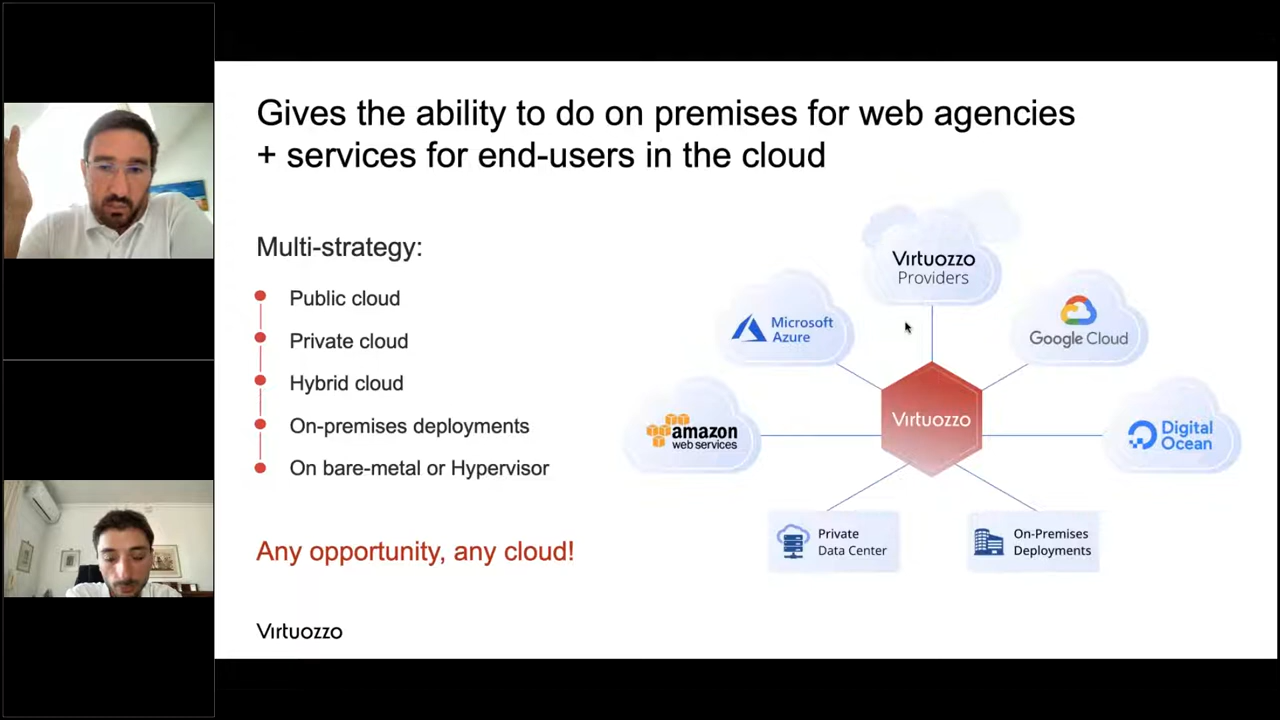 Gives the ability to do on premises for web agencies
+ services for end-users in the cloud
Multi-strategy:
Public cloud
Private cloud
Hybrid cloud
On-premises deployments
On bare-metal or Hypervisor
Any opportunity, any cloud!
Virtuozzo
Virtuozzo
Providers
Microsoft
Azure
Google Cloud
amazon
web services
Virtuozzo
Digital
Ocean
Private
Data Center
On-Premises
Deployments